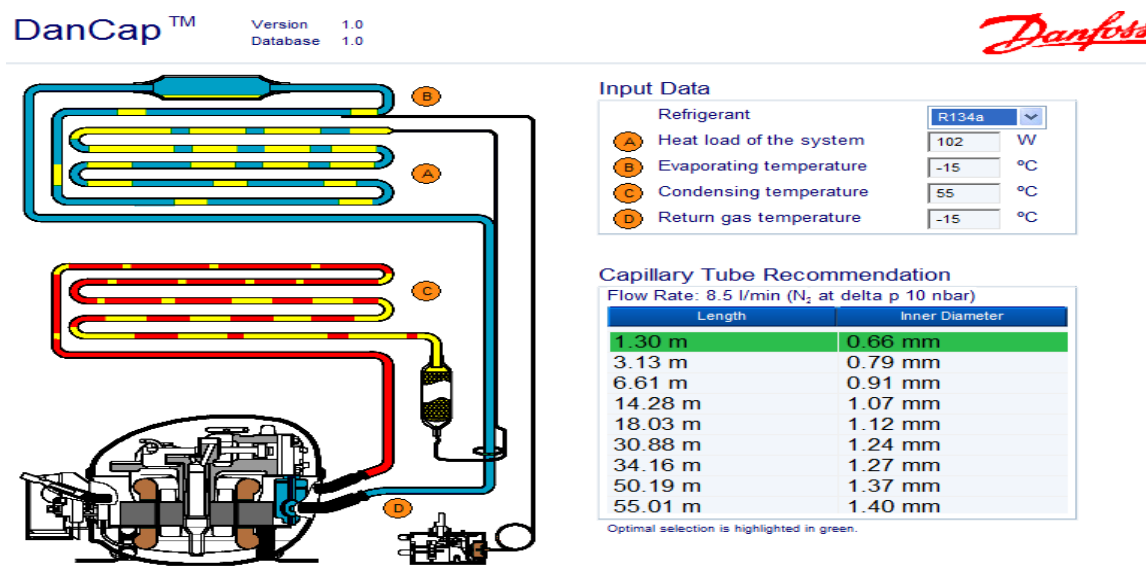 DanCap™
Version 1.0
Database 1.0
Danfoss
B
A
C
D
Input Data
Refrigerant R134a
A Heat load of the system 102 W
B Evaporating temperature -15 ºC
C Condensing temperature 55 ºC
D Return gas temperature -15 ºC
Capillary Tube Recommendation
Flow Rate: 8.5 l/min (N₂ at delta p 10 nbar)
Length Inner Diameter
1.30 m 0.66 mm
3.13 m 0.79 mm
6.61 m 0.91 mm
14.28 m 1.07 mm
18.03 m 1.12 mm
30.88 m 1.24 mm
34.16 m 1.27 mm
50.19 m 1.37 mm
55.01 m 1.40 mm
Optimal selection is highlighted in green.